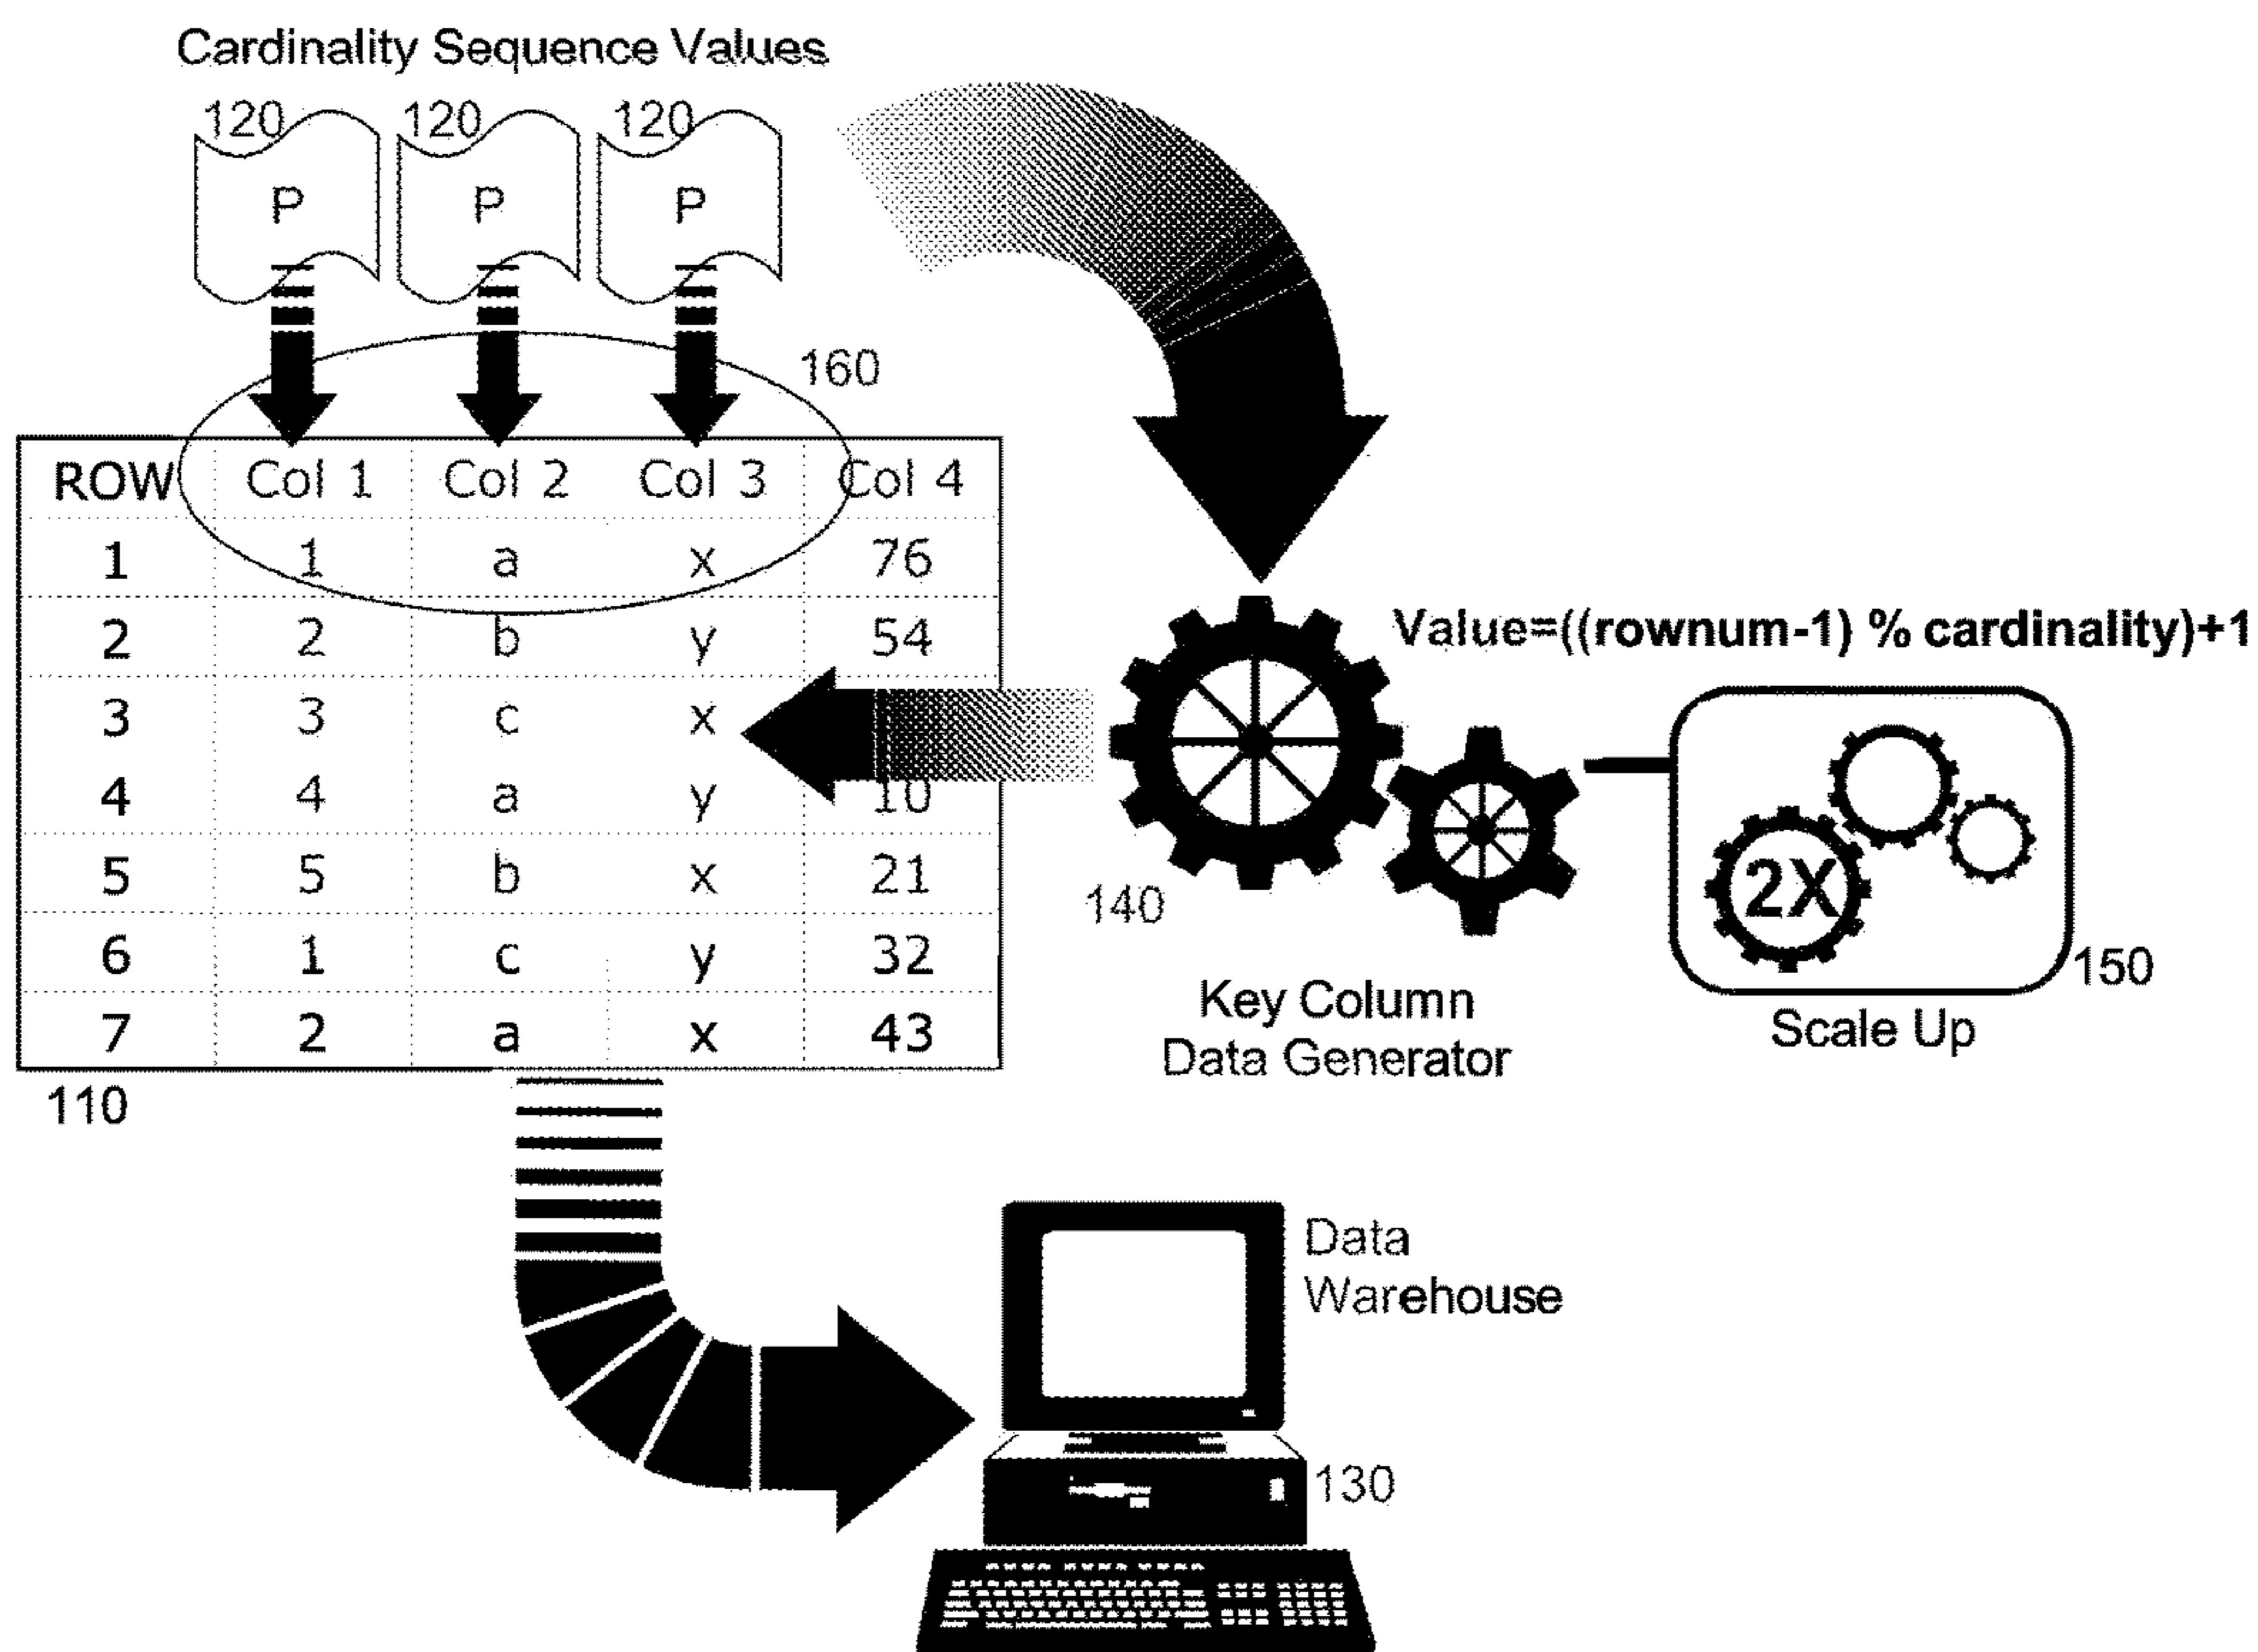 Cardinality Sequence Values
120 120 120
P P P
160
ROW Col 1 Col 2 Col 3 Col 4
1 1 a x 76
2 2 b y 54
3 3 c x
4 4 a y 10
5 5 b x 21
6 1 c y 32
7 2 a x 43
110
Value=((rownum-1) % cardinality)+1
2X
140
150
Key Column
Data Generator
Scale Up
Data
Warehouse
130